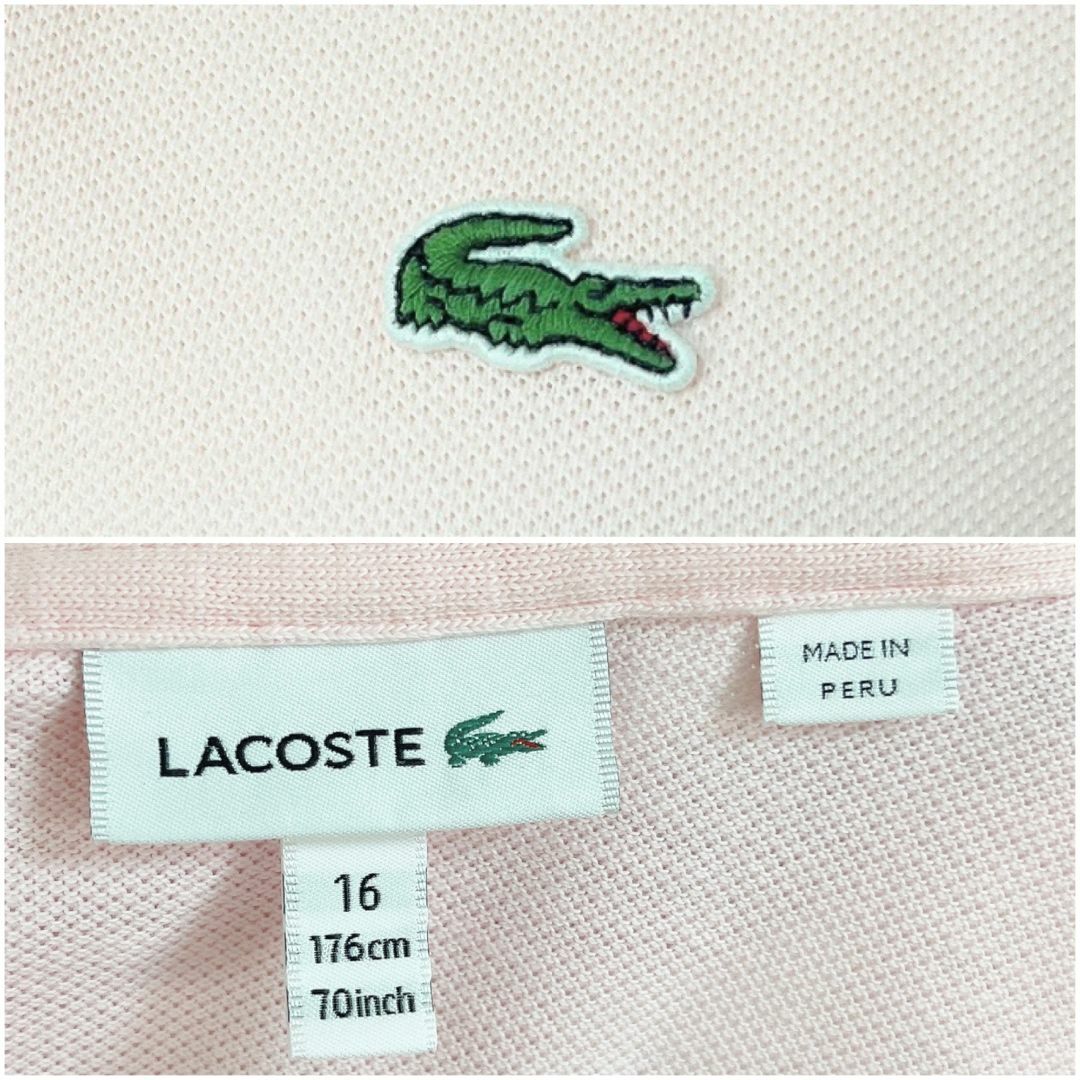 LACOSTE
MADE IN
PERU
16
176cm
70inch